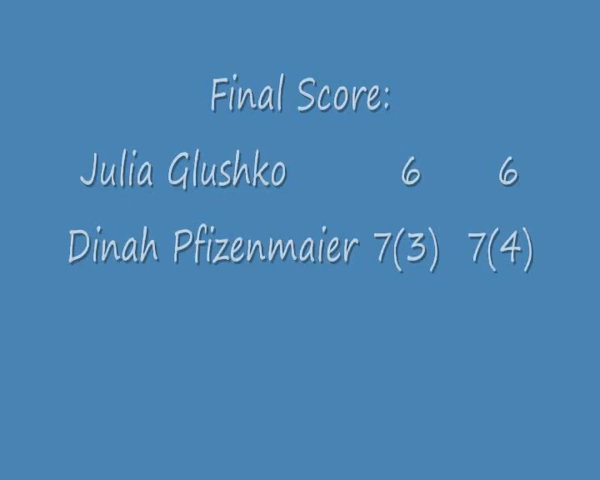 Final Score:
Julia Glushko 6 6
Dinah Pfizenmaier 7(3) 7(4)